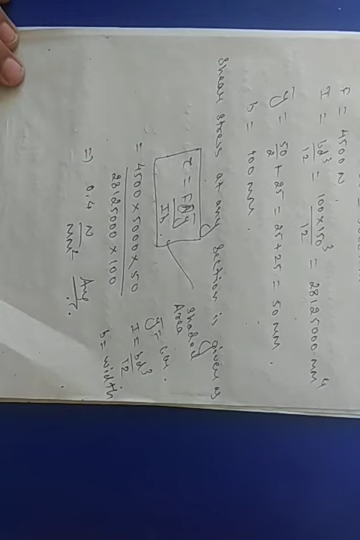 F = 4500 N.
I = bd³/12 = 100×150³/12 = 28125000 mm⁴
ȳ = 50/2 + 25 = 25 + 25 = 50 mm.
b = 100 mm.
Shear stress at any section is given as
τ = FAȳ/Ib.
Shaded Area
= 4500 × 5000 × 50 / 28125000 × 100
ȳ = CG.
I = bd³/12
b = width
⇒ 0.4 N/mm² Ans.